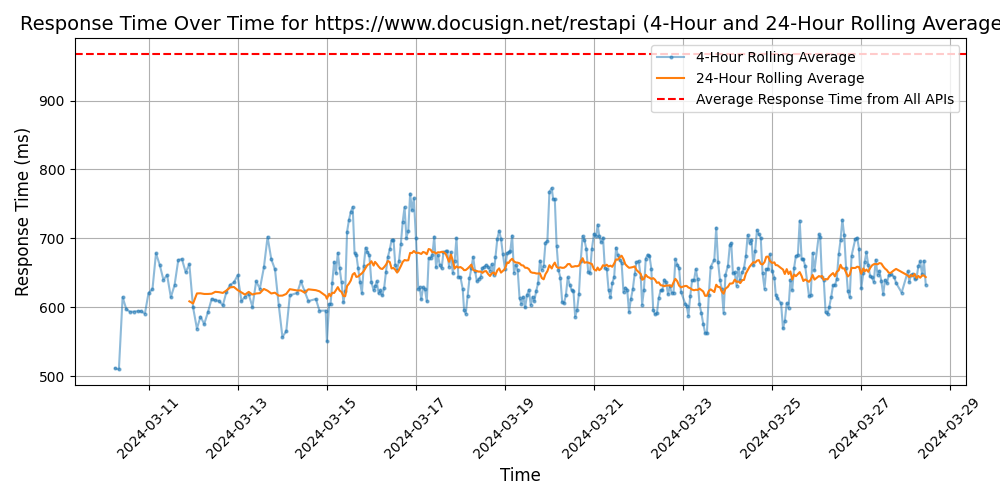 Response Time Over Time for https://www.docusign.net/restapi (4-Hour and 24-Hour Rolling Average
4-Hour Rolling Average
24-Hour Rolling Average
Average Response Time from All APIs
Response Time (ms)
900
800
700
600
500
2024-03-11
2024-03-13
2024-03-15
2024-03-17
2024-03-19
2024-03-21
2024-03-23
2024-03-25
2024-03-27
2024-03-29
Time